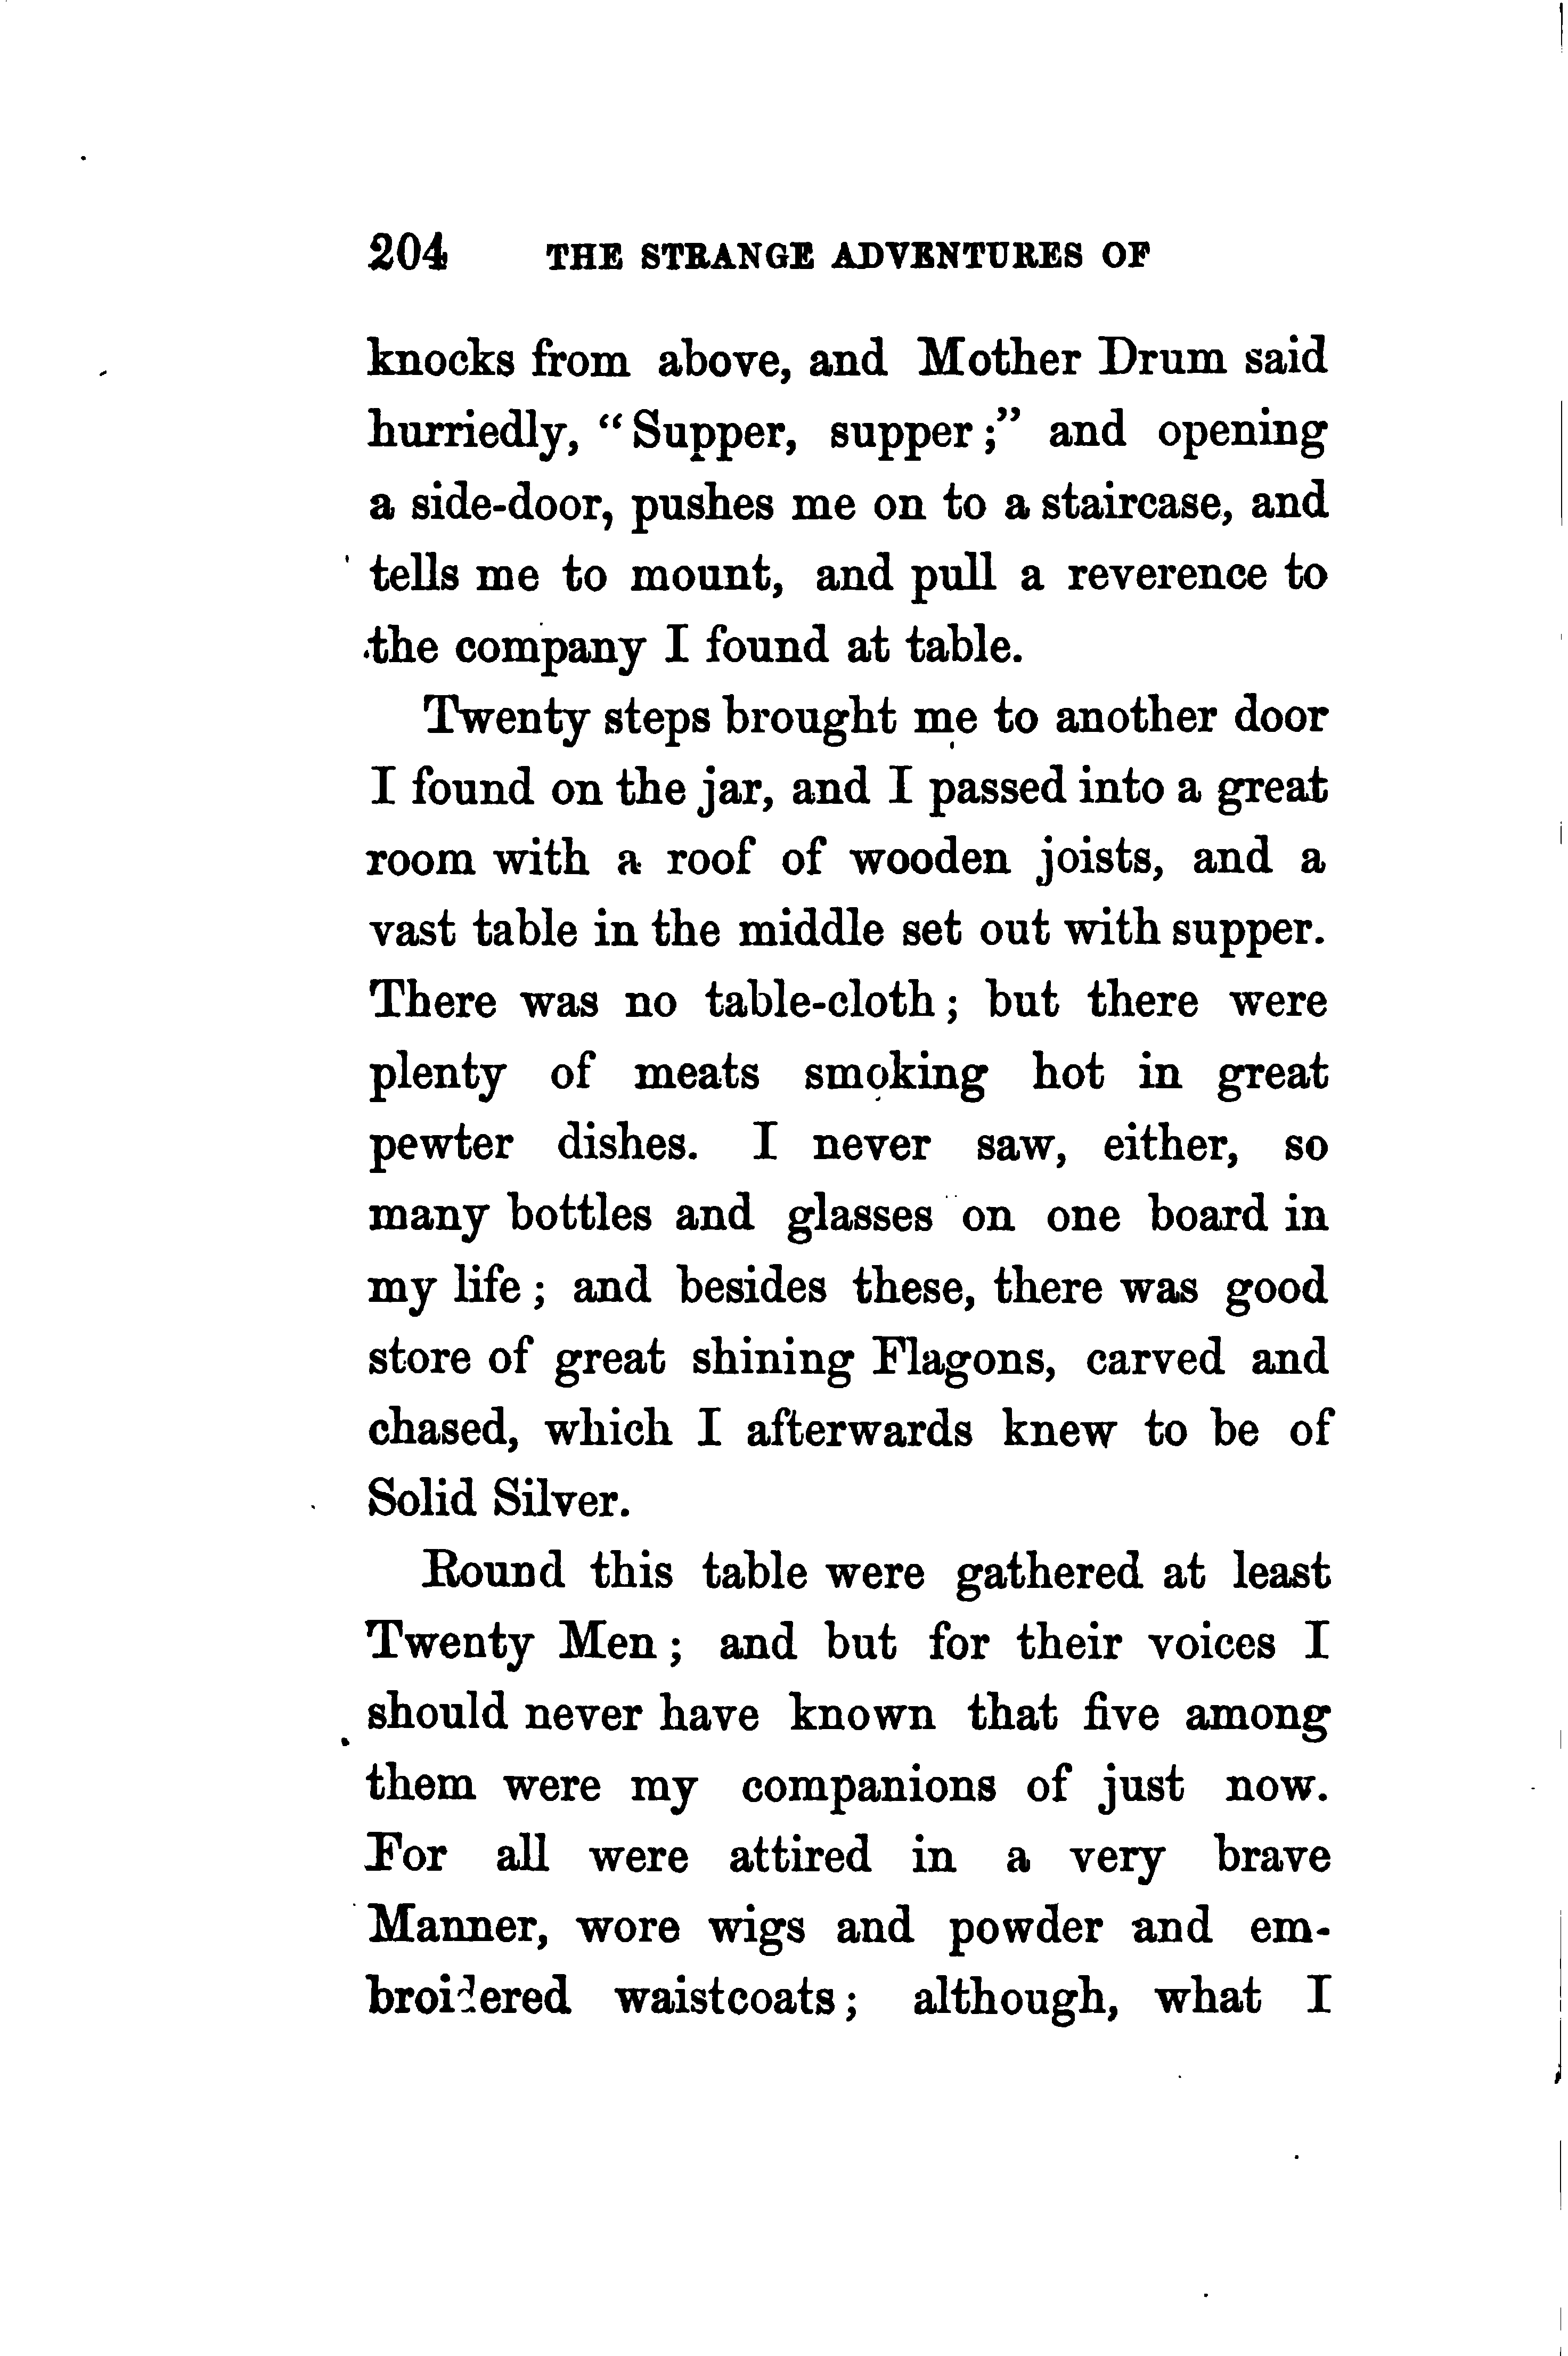 204 THE STRANGE ADVENTURES OF
knocks from above, and Mother Drum said
hurriedly, "Supper, supper;" and opening
a side-door, pushes me on to a staircase, and
tells me to mount, and pull a reverence to
the company I found at table.
Twenty steps brought me to another door
I found on the jar, and I passed into a great
room with a roof of wooden joists, and a
vast table in the middle set out with supper.
There was no table-cloth; but there were
plenty of meats smoking hot in great
pewter dishes. I never saw, either, so
many bottles and glasses on one board in
my life; and besides these, there was good
store of great shining Flagons, carved and
chased, which I afterwards knew to be of
Solid Silver.
Round this table were gathered at least
Twenty Men; and but for their voices I
should never have known that five among
them were my companions of just now.
For all were attired in a very brave
Manner, wore wigs and powder and em-
broidered waistcoats; although, what I